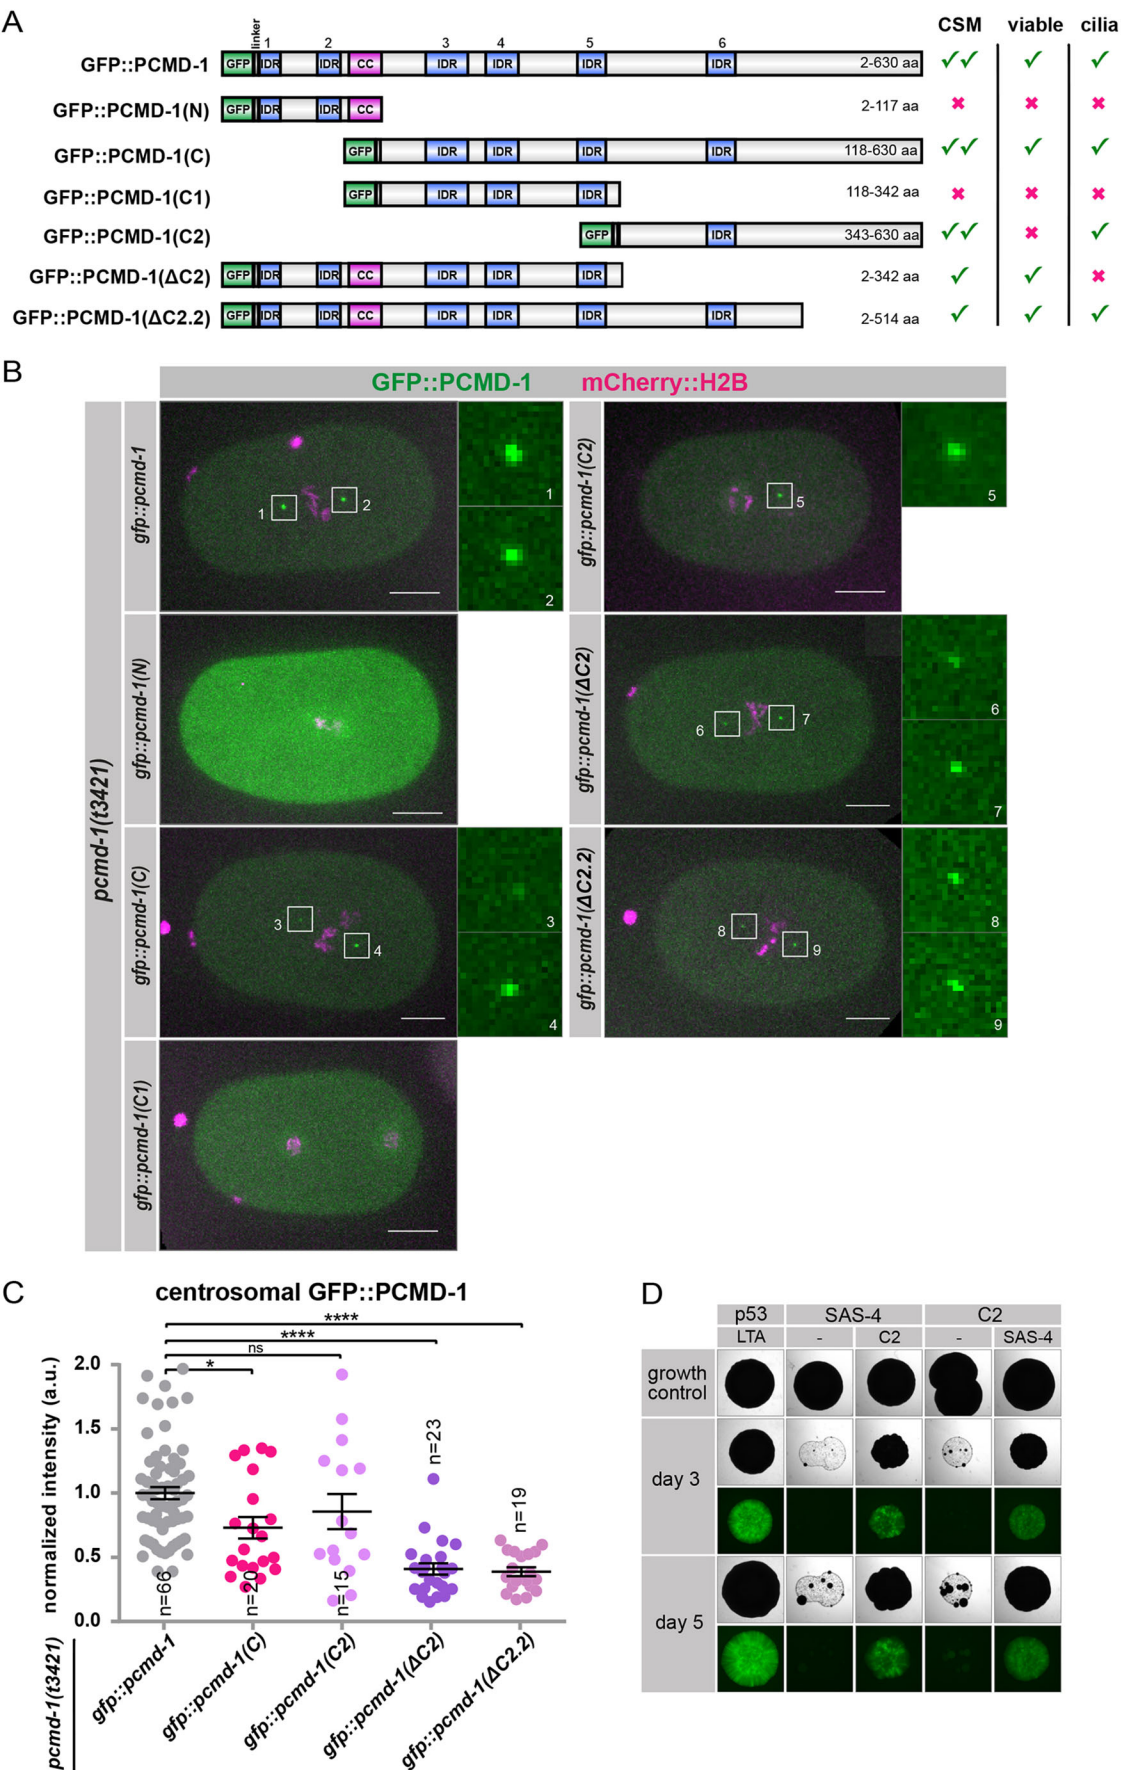 A
CSM viable cilia
linker
1 2 3 4 5 6
GFP::PCMD-1 GFP IDR IDR CC IDR IDR IDR IDR 2-630 aa ✓✓ ✓ ✓
GFP::PCMD-1(N) GFP IDR IDR CC 2-117 aa ✖ ✖ ✖
GFP::PCMD-1(C) GFP IDR IDR IDR IDR 118-630 aa ✓✓ ✓ ✓
GFP::PCMD-1(C1) GFP IDR IDR IDR 118-342 aa ✖ ✖ ✖
GFP::PCMD-1(C2) GFP IDR 343-630 aa ✓✓ ✖ ✓
GFP::PCMD-1(ΔC2) GFP IDR IDR CC IDR IDR IDR 2-342 aa ✓ ✓ ✖
GFP::PCMD-1(ΔC2.2) GFP IDR IDR CC IDR IDR IDR IDR 2-514 aa ✓ ✓ ✓
B
GFP::PCMD-1 mCherry::H2B
pcmd-1(t3421)
gfp::pcmd-1
1 2
1
2
gfp::pcmd-1(C2)
5
5
gfp::pcmd-1(N)
gfp::pcmd-1(ΔC2)
6 7
6
7
gfp::pcmd-1(C)
3
4
3
4
gfp::pcmd-1(ΔC2.2)
8
9
8
9
gfp::pcmd-1(C1)
C
centrosomal GFP::PCMD-1
****
****
ns
*
normalized intensity (a.u.)
2.0
1.5
1.0
0.5
0.0
n=66
n=20
n=15
n=23
n=19
pcmd-1(t3421)
gfp::pcmd-1
gfp::pcmd-1(C)
gfp::pcmd-1(C2)
gfp::pcmd-1(ΔC2)
gfp::pcmd-1(ΔC2.2)
D
p53 SAS-4 C2
LTA - C2 - SAS-4
growth
control
day 3
day 5